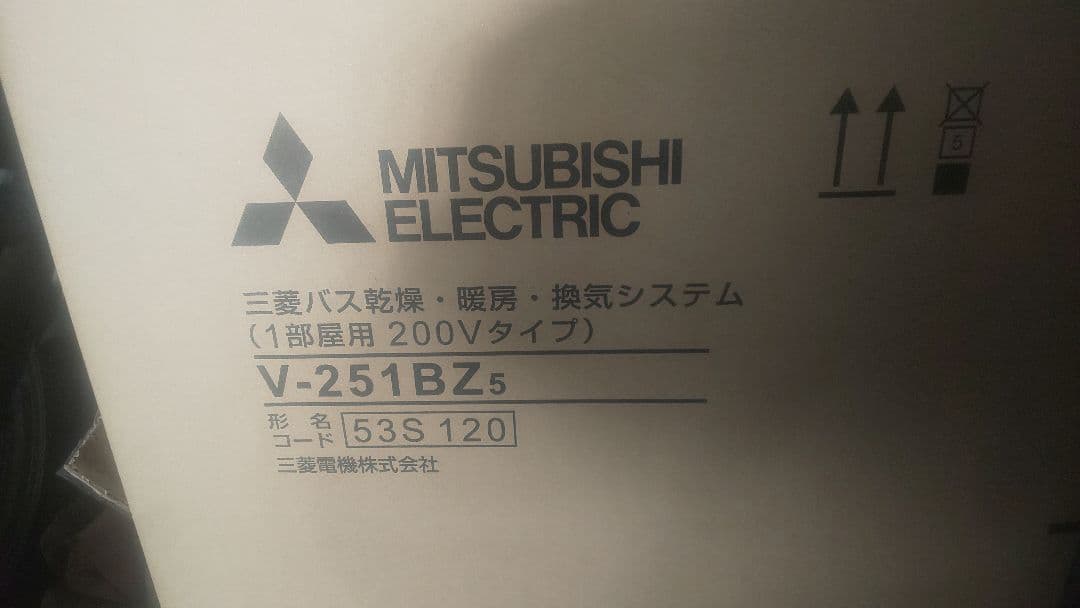 MITSUBISHI
ELECTRIC
5
三菱バス乾燥・暖房・換気システム
(1部屋用 200Vタイプ)
V-251BZ5
形名
コード 53S 120
三菱電機株式会社